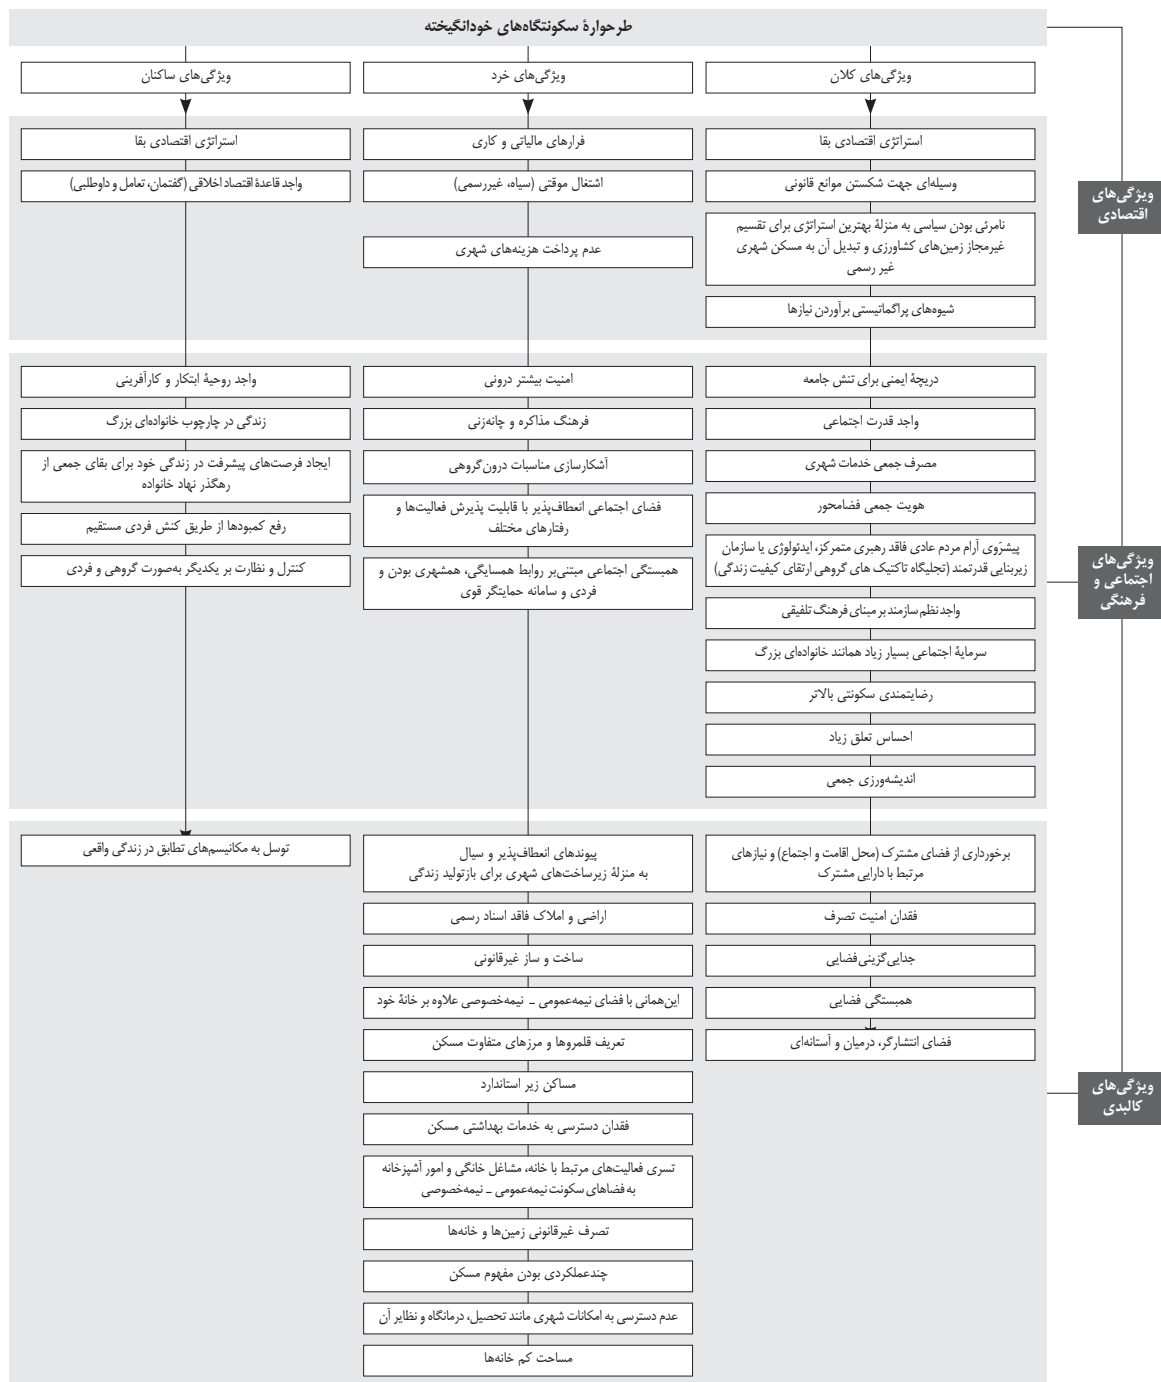 طرحوارهٔ سکونتگاه‌های خودانگیخته
ویژگی‌های کلان
ویژگی‌های خرد
ویژگی‌های ساکنان
ویژگی‌های
اقتصادی
استراتژی اقتصادی بقا
وسیله‌ای جهت شکستن موانع قانونی
نامرئی بودن سیاسی به منزلهٔ بهترین استراتژی برای تقسیم
غیرمجاز زمین‌های کشاورزی و تبدیل آن به مسکن شهری
غیر رسمی
شیوه‌های پراگماتیستی برآوردن نیازها
فرارهای مالیاتی و کاری
اشتغال موقتی (سیاه، غیررسمی)
عدم پرداخت هزینه‌های شهری
استراتژی اقتصادی بقا
واجد قاعدهٔ اقتصاد اخلاقی (گفتمان، تعامل و داوطلبی)
ویژگی‌های
اجتماعی و
فرهنگی
دریچهٔ ایمنی برای تنش جامعه
واجد قدرت اجتماعی
مصرف جمعی خدمات شهری
هویت جمعی فضامحور
پیشرَوی آرام مردم عادی فاقد رهبری متمرکز، ایدئولوژی یا سازمان
زیربنایی قدرتمند (تجلیگاه تاکتیک های گروهی ارتقای کیفیت زندگی)
واجدنظم سازمند بر مبنای فرهنگ تلفیقی
سرمایهٔ اجتماعی بسیار زیاد همانند خانواده‌ای بزرگ
رضایتمندی سکونتی بالاتر
احساس تعلق زیاد
اندیشه‌ورزی جمعی
امنیت بیشتر درونی
فرهنگ مذاکره و چانه‌زنی
آشکارسازی مناسبات درون‌گروهی
فضای اجتماعی انعطاف‌پذیر با قابلیت پذیرش فعالیت‌ها و
رفتارهای مختلف
همبستگی اجتماعی مبتنی‌بر روابط همسایگی، همشهری بودن و
فردی و سامانه حمایتگر قوی
واجد روحیهٔ ابتکار و کارآفرینی
زندگی در چارچوب خانواده‌ای بزرگ
ایجاد فرصت‌های پیشرفت در زندگی خود برای بقای جمعی از
رهگذر نهاد خانواده
رفع کمبودها از طریق کنش فردی مستقیم
کنترل و نظارت بر یکدیگر به‌صورت گروهی و فردی
ویژگی‌های
کالبدی
برخورداری از فضای مشترک (محل اقامت و اجتماع) و نیازهای
مرتبط با دارایی مشترک
فقدان امنیت تصرف
جدایی‌گزینی‌فضایی
همبستگی فضایی
فضای انتشارگر، درمیان و آستانه‌ای
پیوندهای انعطاف‌پذیر و سیال
به منزلهٔ زیرساخت‌های شهری برای بازتولید زندگی
اراضی و املاک فاقد اسناد رسمی
ساخت و ساز غیرقانونی
این‌همانی با فضای نیمه‌عمومی ـ نیمه‌خصوصی علاوه بر خانهٔ خود
تعریف قلمروها و مرزهای متفاوت مسکن
مساکن زیر استاندارد
فقدان دسترسی به خدمات بهداشتی مسکن
تسری فعالیت‌های مرتبط با خانه، مشاغل خانگی و امور آشپزخانه
به فضاهای سکونت نیمه‌عمومی ـ نیمه‌خصوصی
تصرف غیرقانونی زمین‌ها و خانه‌ها
چندعملکردی بودن مفهوم مسکن
عدم دسترسی به امکانات شهری مانند تحصیل، درمانگاه و نظایر آن
مساحت کم خانه‌ها
توسل به مکانیسم‌های تطابق در زندگی واقعی